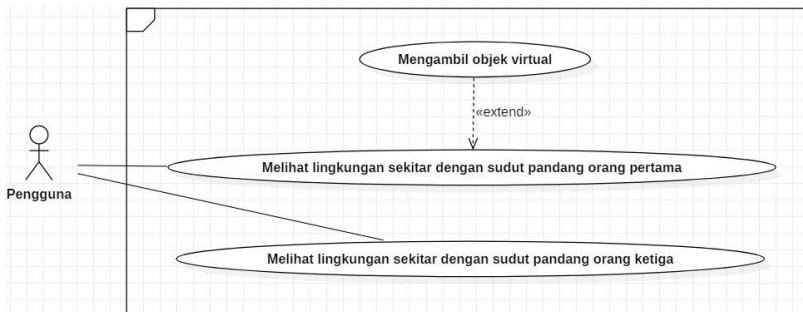 Mengambil objek virtual
«extend»
Melihat lingkungan sekitar dengan sudut pandang orang pertama
Pengguna
Melihat lingkungan sekitar dengan sudut pandang orang ketiga